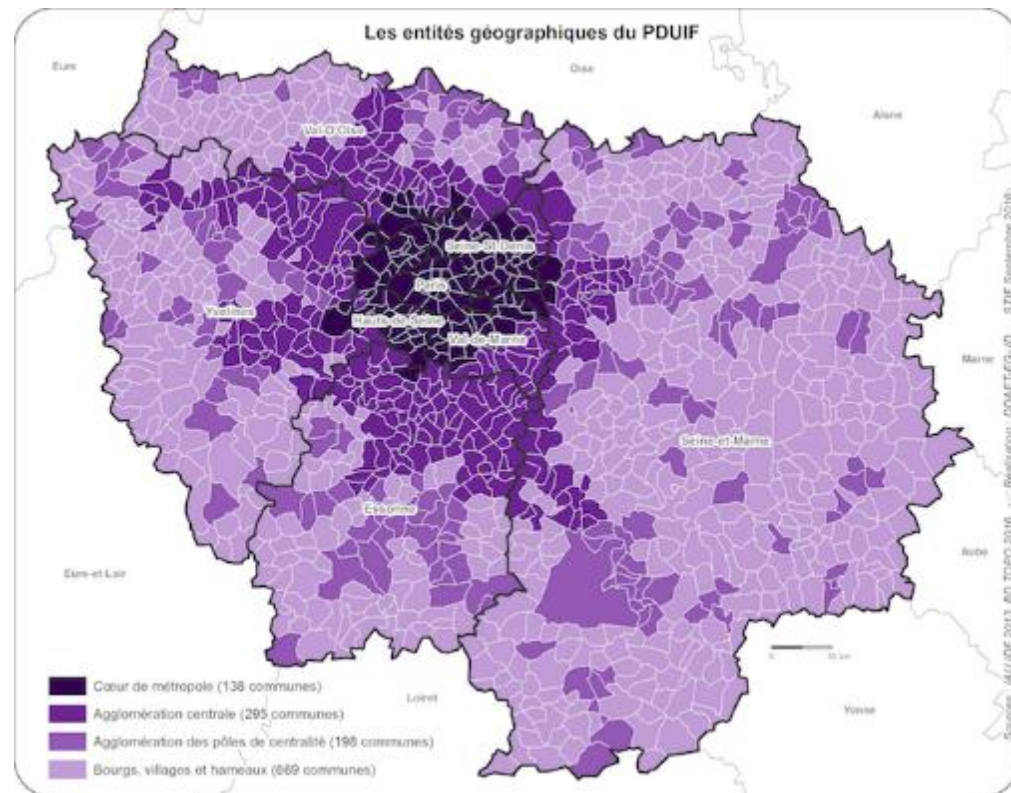 Les entités géographiques du PDUIF
Eure
Oise
Aisne
Val-D'Oise
Seine-St-Denis
Paris
Yvelines
Hauts-de-Seine
Val-de-Marne
Marne
Seine-et-Marne
Essonne
Eure-et-Loir
Aube
Loiret
Yonne
Cœur de métropole (138 communes)
Agglomération centrale (295 communes)
Agglomération des pôles de centralité (198 communes)
Bourgs, villages et hameaux (669 communes)